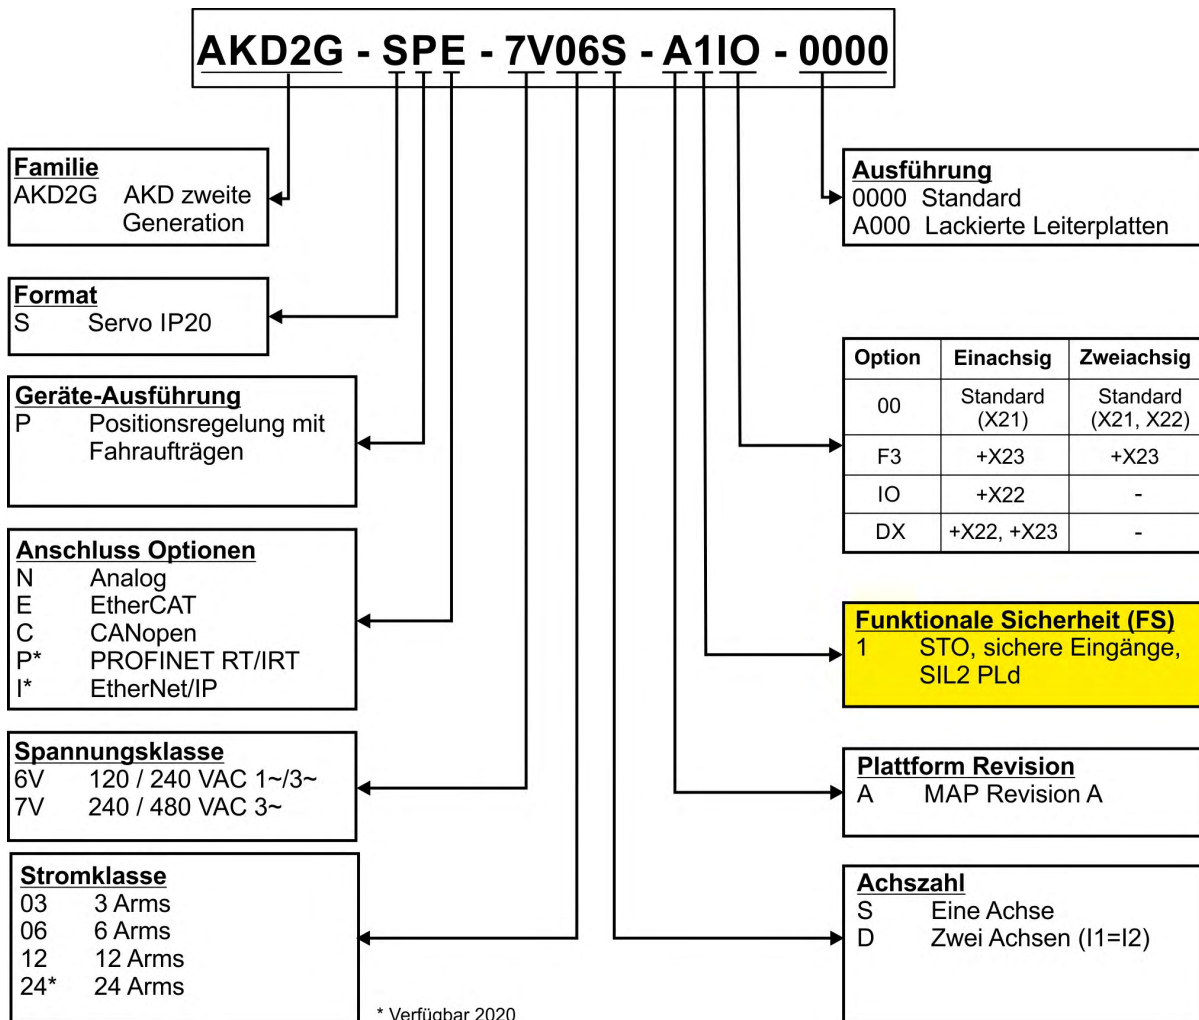 AKD2G - SPE - 7V06S - A1IO - 0000
Familie
AKD2G AKD zweite
Generation
Format
S Servo IP20
Geräte-Ausführung
P Positionsregelung mit
Fahraufträgen
Anschluss Optionen
N Analog
E EtherCAT
C CANopen
P* PROFINET RT/IRT
I* EtherNet/IP
Spannungsklasse
6V 120 / 240 VAC 1~/3~
7V 240 / 480 VAC 3~
Stromklasse
03 3 Arms
06 6 Arms
12 12 Arms
24* 24 Arms
* Verfügbar 2020
Ausführung
0000 Standard
A000 Lackierte Leiterplatten
Option Einachsig Zweiachsig
00 Standard (X21) Standard (X21, X22)
F3 +X23 +X23
IO +X22 -
DX +X22, +X23 -
Funktionale Sicherheit (FS)
1 STO, sichere Eingänge,
SIL2 PLd
Plattform Revision
A MAP Revision A
Achszahl
S Eine Achse
D Zwei Achsen (I1=I2)